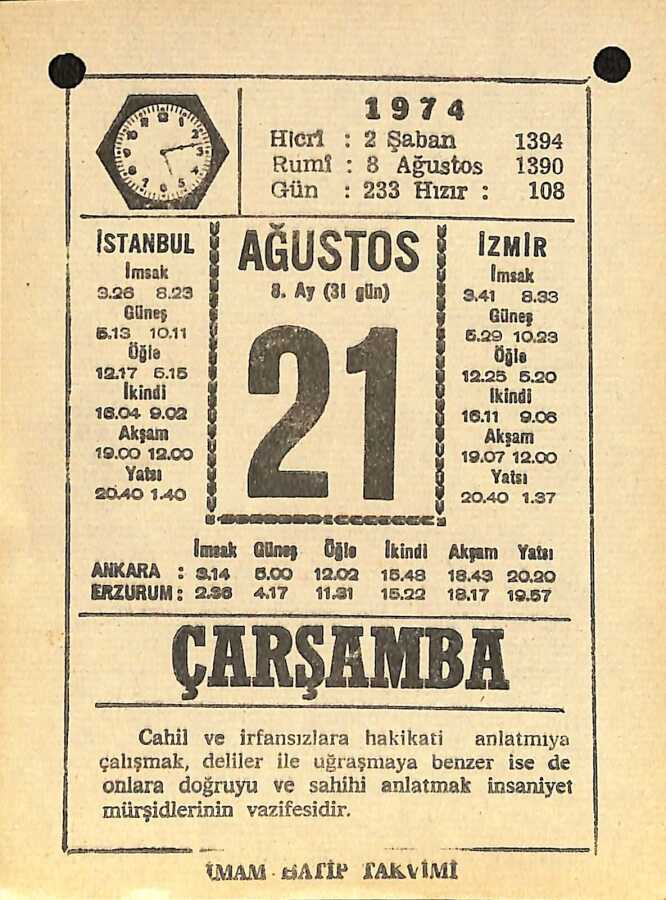 1974
Hicrî : 2 Şaban 1394
Rumî : 8 Ağustos 1390
Gün : 233 Hızır : 108
İSTANBUL
İmsak
3.26 8.23
Güneş
5.13 10.11
Öğle
12.17 5.15
İkindi
16.04 9.02
Akşam
19.00 12.00
Yatsı
20.40 1.40
AĞUSTOS
8. Ay (31 gün)
21
İZMİR
İmsak
3.41 8.33
Güneş
5.29 10.23
Öğle
12.25 5.20
İkindi
16.11 9.06
Akşam
19.07 12.00
Yatsı
20.40 1.37
İmsak Güneş Öğle İkindi Akşam Yatsı
ANKARA : 3.14 5.00 12.02 15.48 18.43 20.20
ERZURUM : 2.36 4.17 11.31 15.22 18.17 19.57
ÇARŞAMBA
Cahil ve irfansızlara hakikati anlatmıya
çalışmak, deliler ile uğraşmaya benzer ise de
onlara doğruyu ve sahihi anlatmak insaniyet
mürşidlerinin vazifesidir.
İMAM HATİP TAKVİMİ